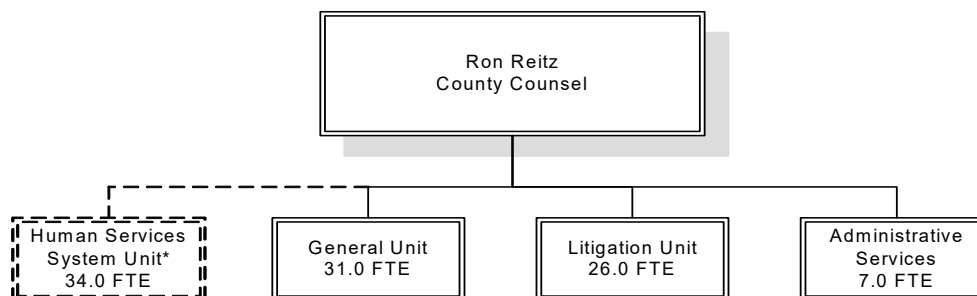 Ron Reitz
County Counsel
Human Services
System Unit*
34.0 FTE
General Unit
31.0 FTE
Litigation Unit
26.0 FTE
Administrative
Services
7.0 FTE